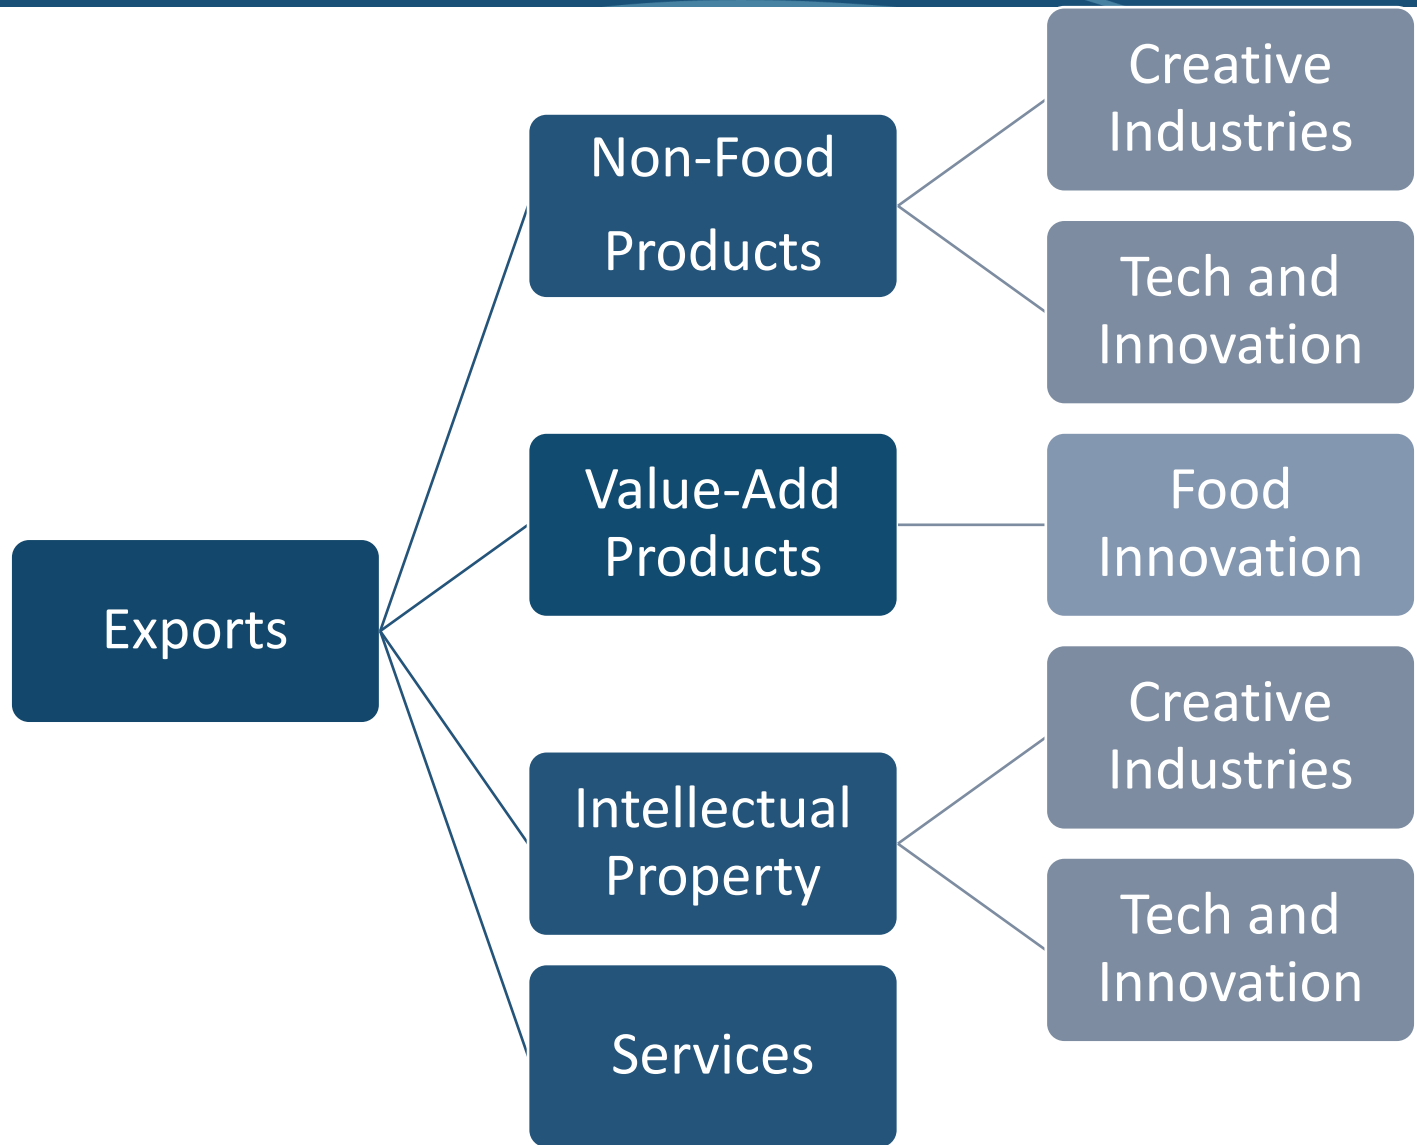 Exports
Non-Food
Products
Creative
Industries
Tech and
Innovation
Value-Add
Products
Food
Innovation
Intellectual
Property
Creative
Industries
Tech and
Innovation
Services